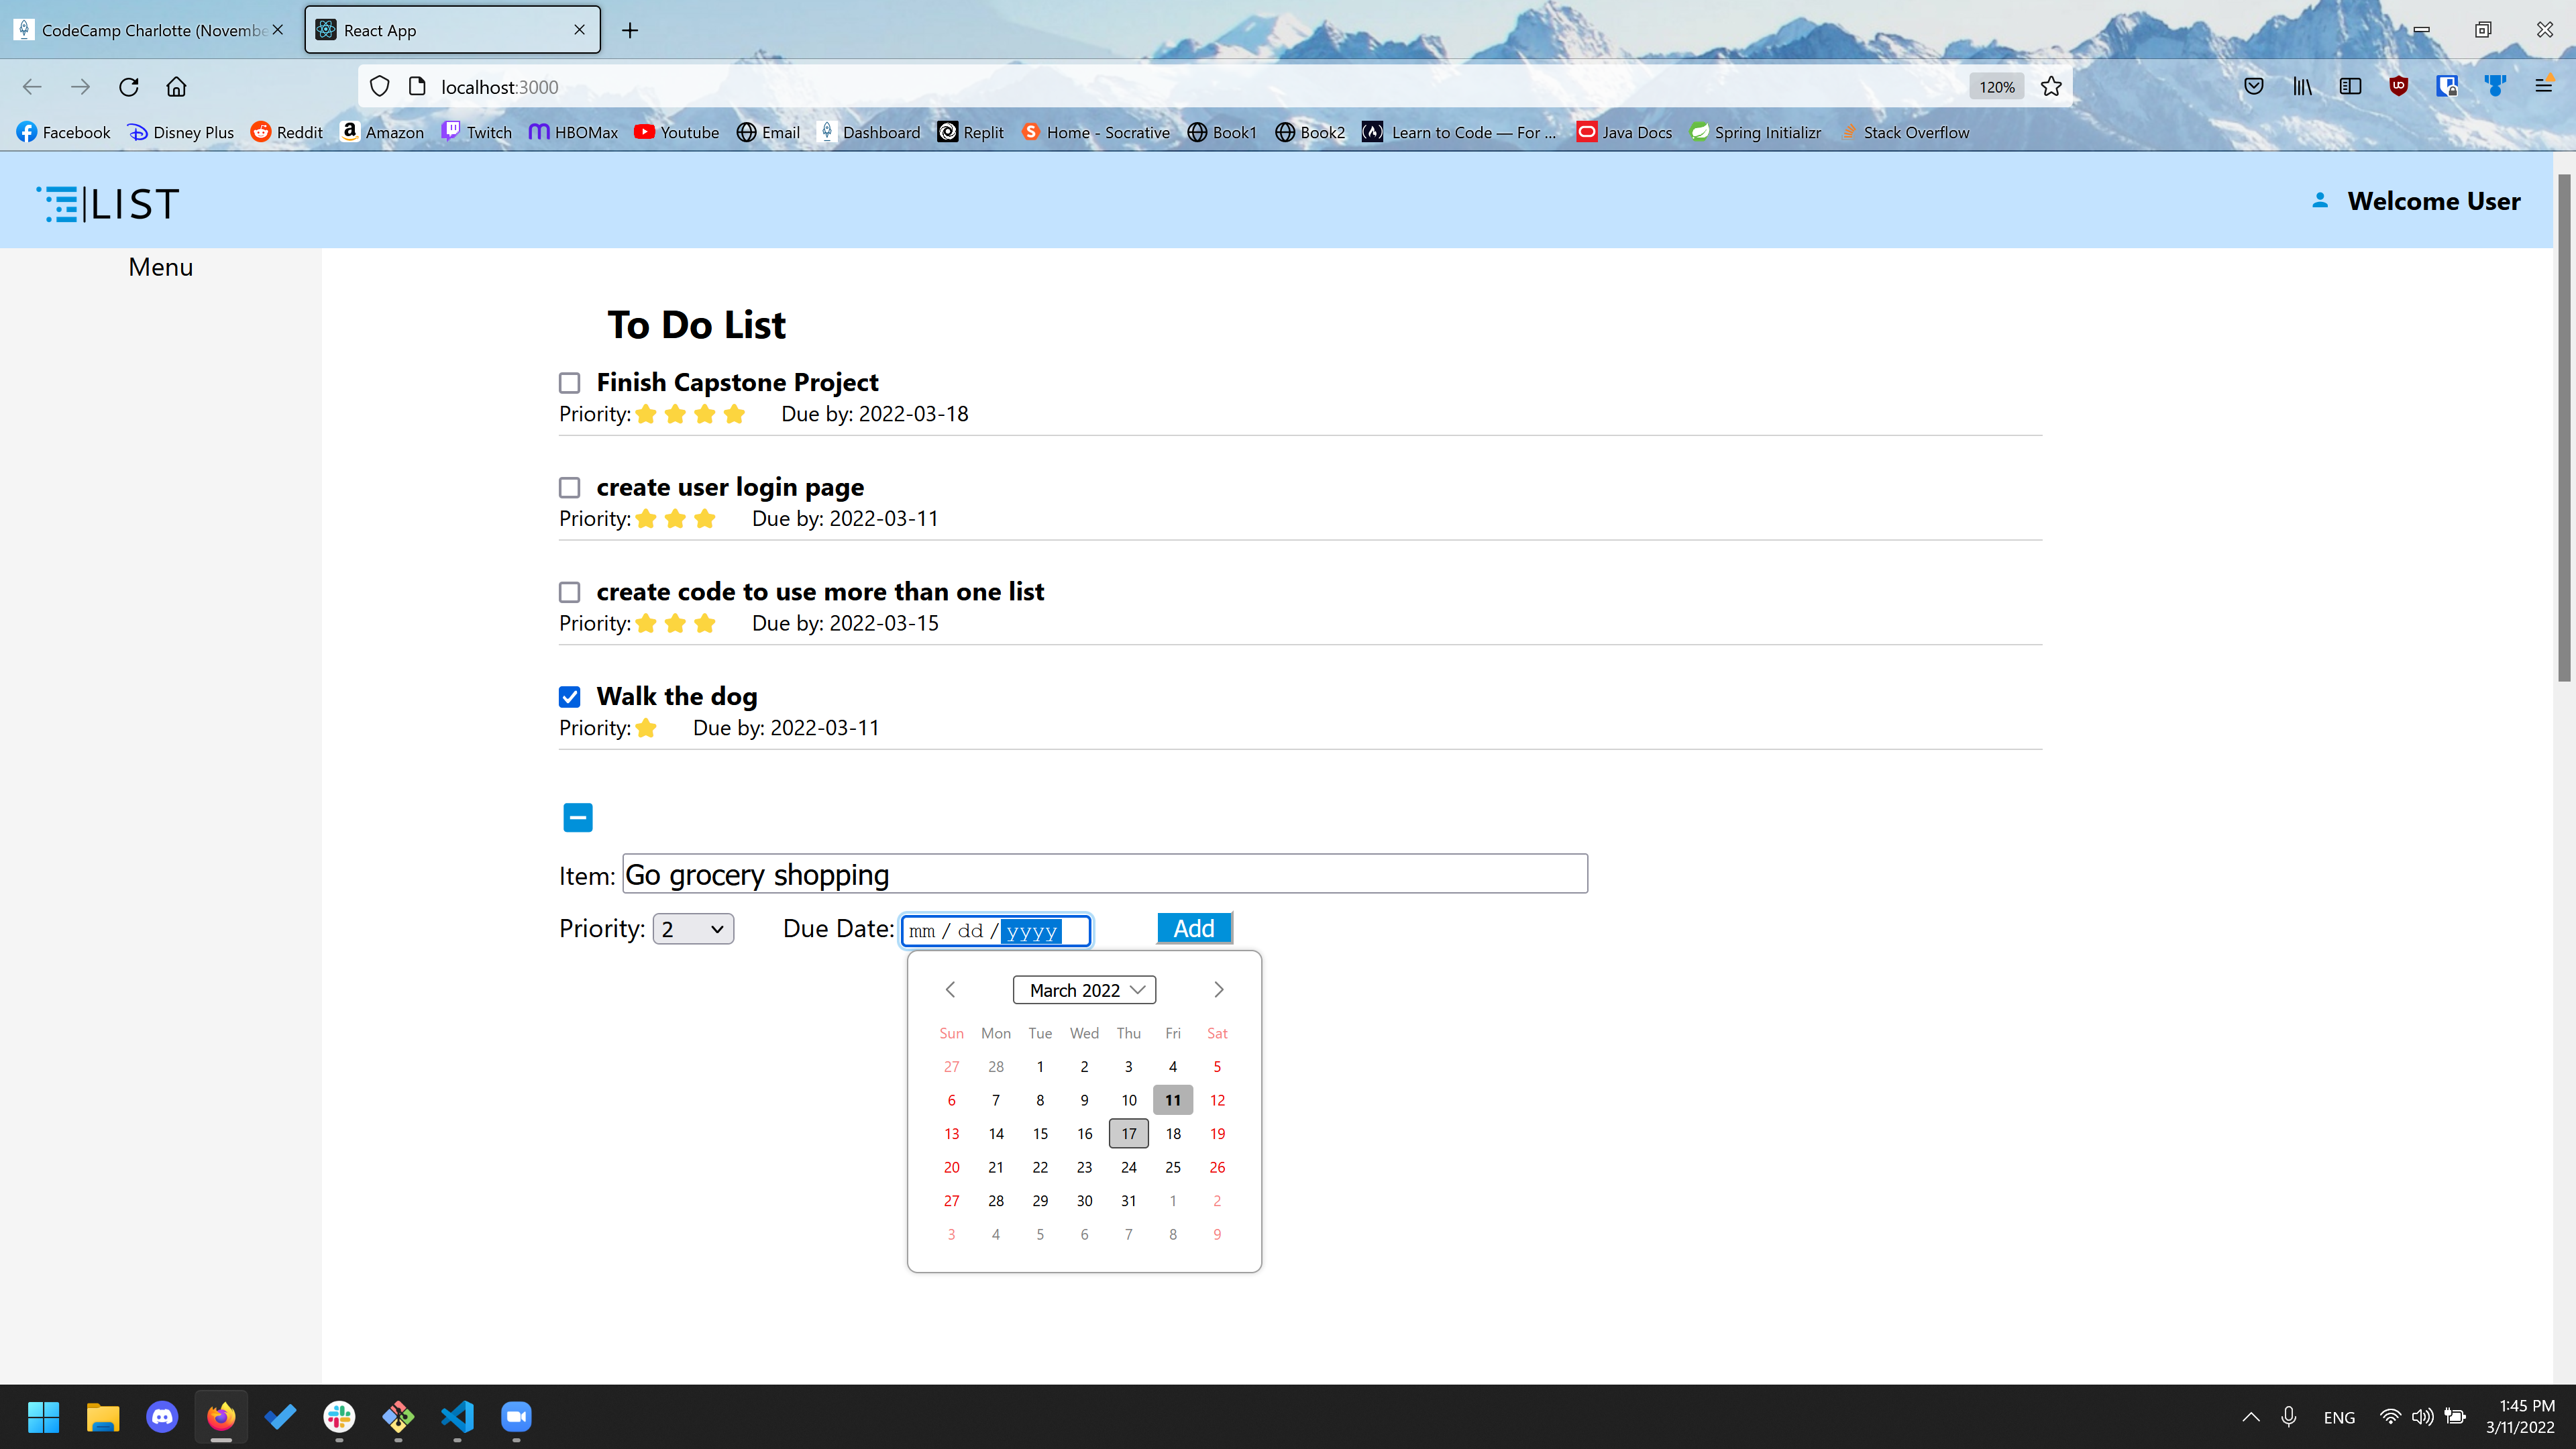 CodeCamp Charlotte (Novembe
React App
localhost:3000
120%
Facebook Disney Plus Reddit Amazon Twitch HBOMax Youtube Email Dashboard Replit Home - Socrative Book1 Book2 Learn to Code — For ... Java Docs Spring Initializr Stack Overflow
LIST
Welcome User
Menu
To Do List
Finish Capstone Project
Priority: Due by: 2022-03-18
create user login page
Priority: Due by: 2022-03-11
create code to use more than one list
Priority: Due by: 2022-03-15
Walk the dog
Priority: Due by: 2022-03-11
Item: Go grocery shopping
Priority: 2 Due Date: mm / dd / yyyy Add
March 2022
Sun Mon Tue Wed Thu Fri Sat
27 28 1 2 3 4 5
6 7 8 9 10 11 12
13 14 15 16 17 18 19
20 21 22 23 24 25 26
27 28 29 30 31 1 2
3 4 5 6 7 8 9
ENG
1:45 PM
3/11/2022